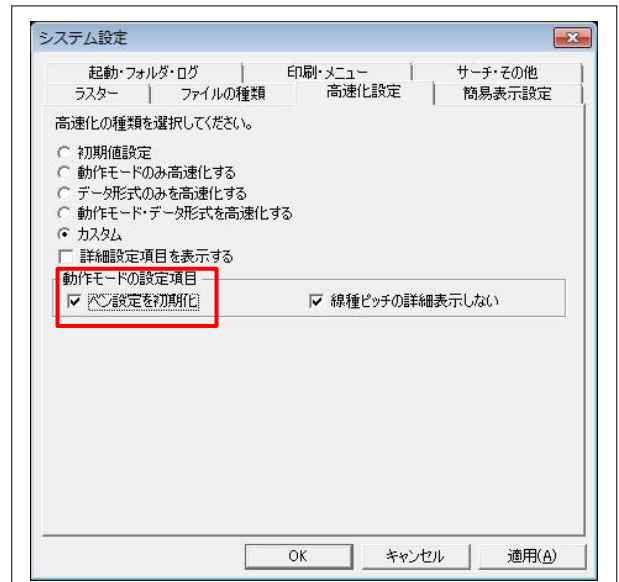 システム設定
起動・フォルダ・ログ 印刷・メニュー サーチ・その他
ラスター ファイルの種類 高速化設定 簡易表示設定
高速化の種類を選択してください。
初期値設定
動作モードのみ高速化する
データ形式のみを高速化する
動作モード・データ形式を高速化する
カスタム
詳細設定項目を表示する
動作モードの設定項目
ペン設定を初期化 線種ピッチの詳細表示しない
OK キャンセル 適用(A)